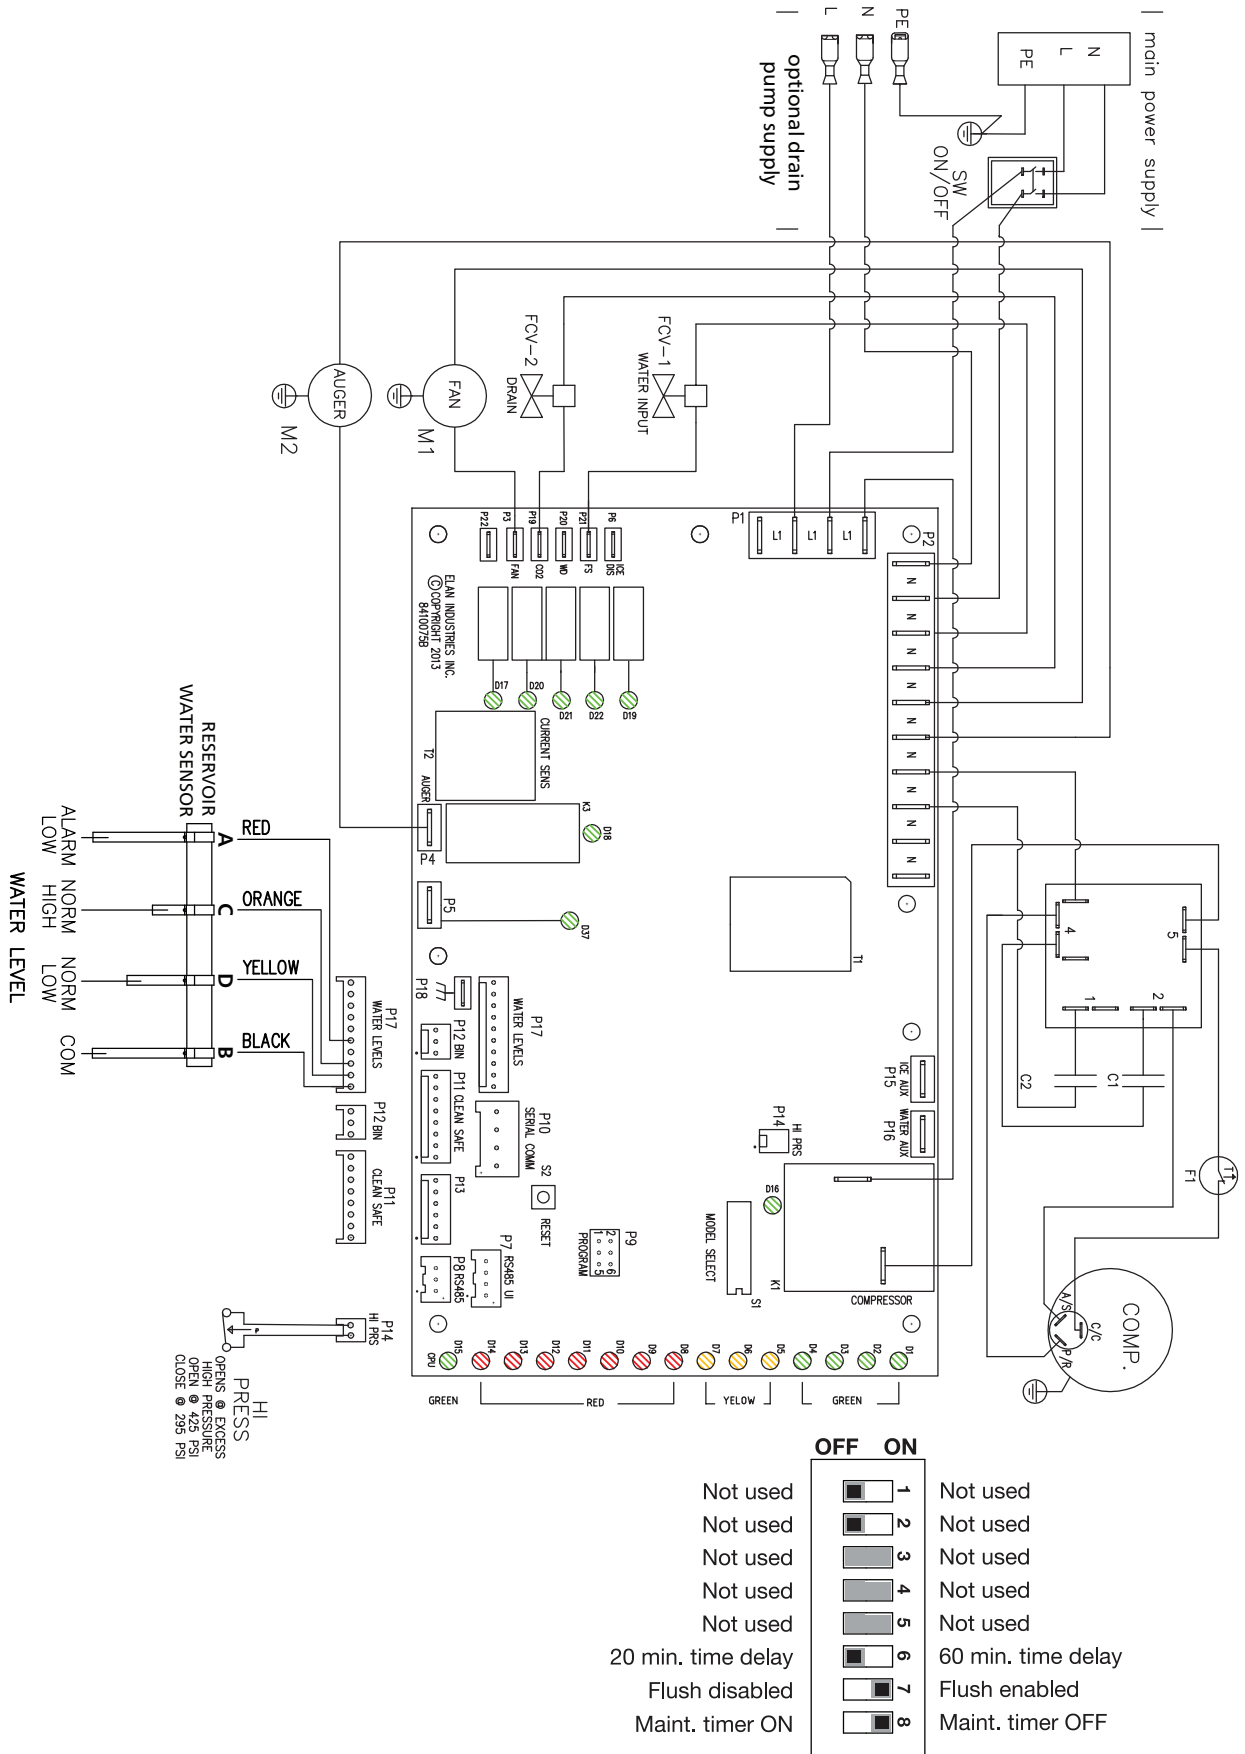 main power supply
N
L
PE
SW
ON/OFF
L
N
PE
optional drain
pump supply
FCV-1
WATER INPUT
FCV-2
DRAIN
FAN
M1
AUGER
M2
P1
L1
L1
L1
P2
N
N
N
N
N
N
N
N
N
P6
ICE
DIS
P21
FS
P20
WD
P19
CO2
P3
FAN
P22
ELAN INDUSTRIES INC.
©COPYRIGHT 2013
8410075B
D17
D20
D21
D22
D19
CURRENT SENS
T2
AUGER
P4
K3
D18
P5
D37
T1
P18
P17
WATER LEVELS
P12 BIN
P11 CLEAN SAFE
P10
SERIAL COMM
P13
S2
RESET
P7 RS485 UI
P8 RS485
P9
PROGRAM
2
1
6
5
P15
ICE AUX
P16
WATER AUX
P14
HI PRS
D16
MODEL SELECT
S1
K1
COMPRESSOR
5
4
1
2
C2
C1
F1
T1
COMP.
A/S
C/C
P/R
RESERVOIR
WATER SENSOR
A
RED
C
ORANGE
D
YELLOW
B
BLACK
ALARM
LOW
NORM
HIGH
NORM
LOW
COM
WATER LEVEL
P17
WATER LEVELS
P12 BIN
P11
CLEAN SAFE
P14
HI PRS
P
HI
PRESS
OPENS @ EXCESS
HIGH PRESSURE
OPEN @ 425 PSI
CLOSE @ 295 PSI
CPU
D15
D14
D13
D12
D11
D10
D9
D8
D7
D6
D5
D4
D3
D2
D1
GREEN
RED
YELOW
GREEN
OFF ON
Not used 1 Not used
Not used 2 Not used
Not used 3 Not used
Not used 4 Not used
Not used 5 Not used
20 min. time delay 6 60 min. time delay
Flush disabled 7 Flush enabled
Maint. timer ON 8 Maint. timer OFF